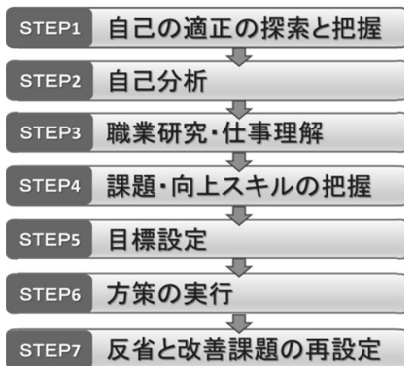 STEP1 自己の適正の探索と把握
STEP2 自己分析
STEP3 職業研究・仕事理解
STEP4 課題・向上スキルの把握
STEP5 目標設定
STEP6 方策の実行
STEP7 反省と改善課題の再設定